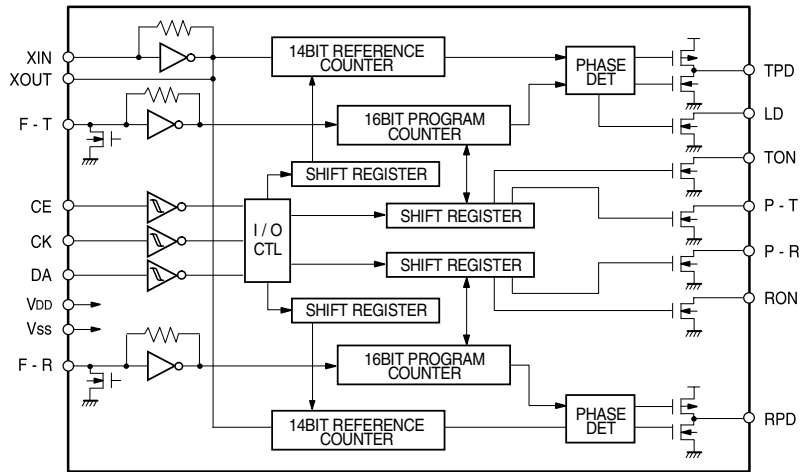 XIN
XOUT
F - T
CE
CK
DA
VDD
VSS
F - R
14BIT REFERENCE
COUNTER
16BIT PROGRAM
COUNTER
SHIFT REGISTER
SHIFT REGISTER
I / O
CTL
SHIFT REGISTER
SHIFT REGISTER
16BIT PROGRAM
COUNTER
14BIT REFERENCE
COUNTER
PHASE
DET
PHASE
DET
TPD
LD
TON
P - T
P - R
RON
RPD